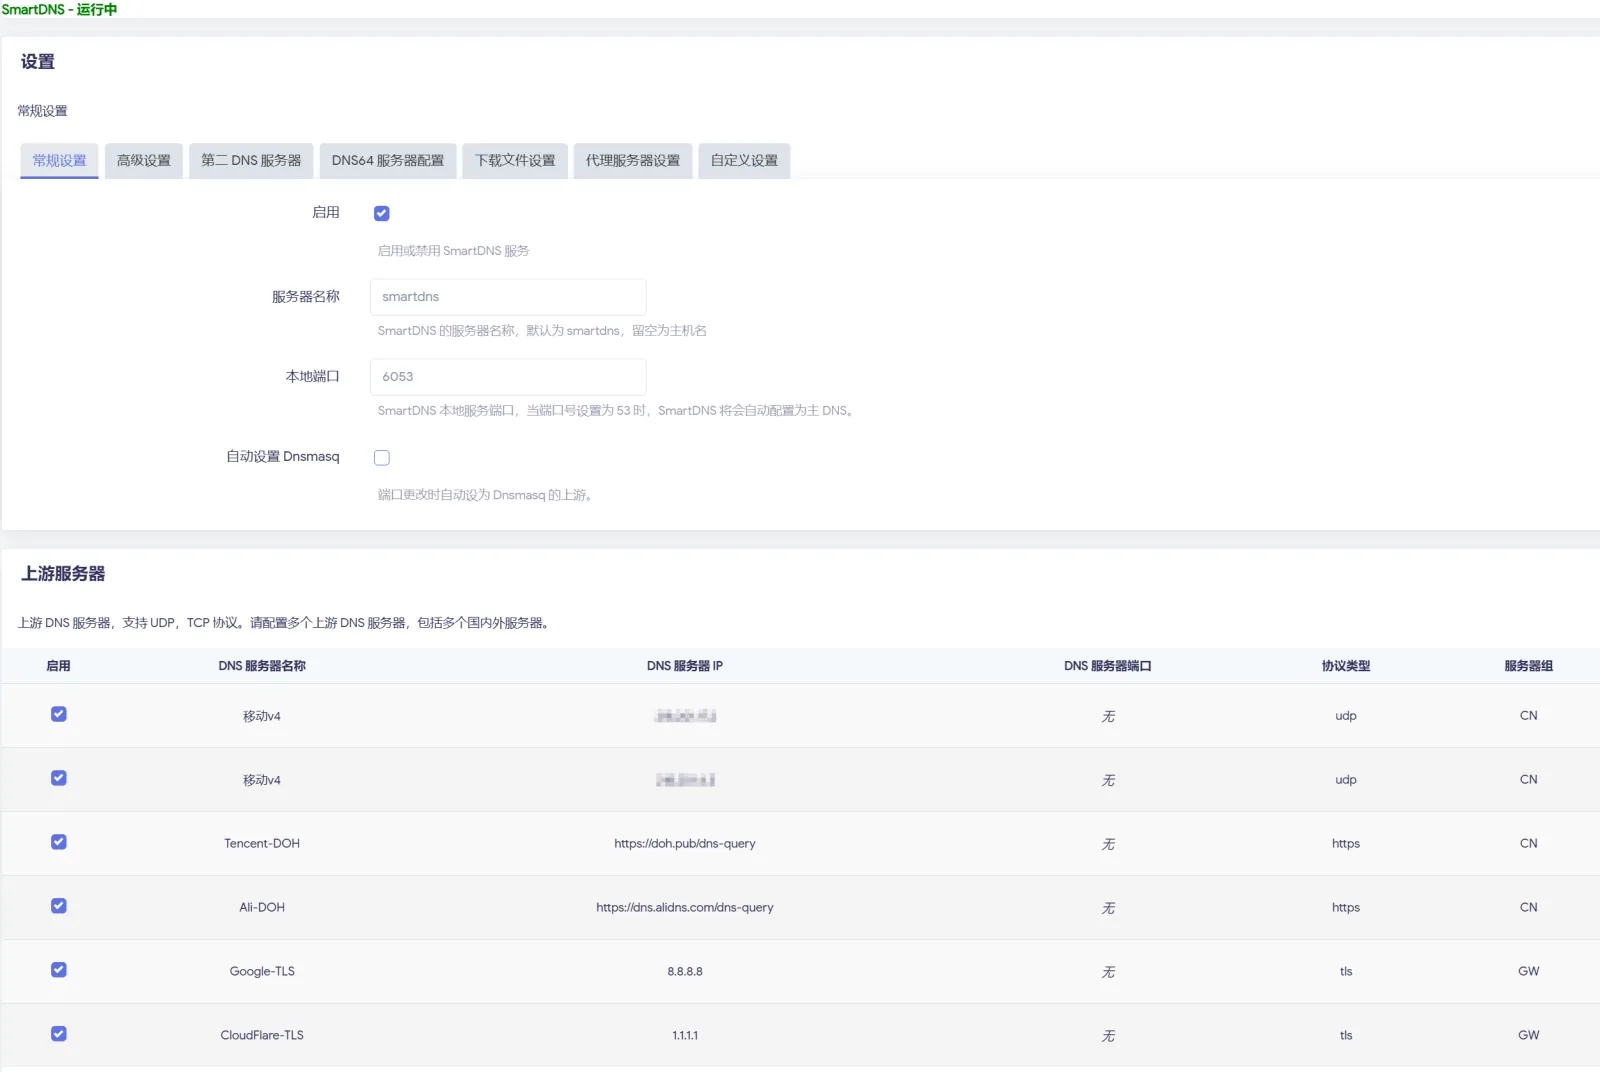 SmartDNS - 运行中
设置
常规设置
常规设置 高级设置 第二 DNS 服务器 DNS64 服务器配置 下载文件设置 代理服务器设置 自定义设置
启用
启用或禁用 SmartDNS 服务
服务器名称 smartdns
SmartDNS 的服务器名称，默认为 smartdns，留空为主机名
本地端口 6053
SmartDNS 本地服务端口，当端口号设置为 53 时，SmartDNS 将会自动配置为主 DNS。
自动设置 Dnsmasq
端口更改时自动设为 Dnsmasq 的上游。
上游服务器
上游 DNS 服务器，支持 UDP，TCP 协议。请配置多个上游 DNS 服务器，包括多个国内外服务器。
启用 DNS 服务器名称 DNS 服务器 IP DNS 服务器端口 协议类型 服务器组
移动v4 无 udp CN
移动v4 无 udp CN
Tencent-DOH https://doh.pub/dns-query 无 https CN
Ali-DOH https://dns.alidns.com/dns-query 无 https CN
Google-TLS 8.8.8.8 无 tls GW
CloudFlare-TLS 1.1.1.1 无 tls GW